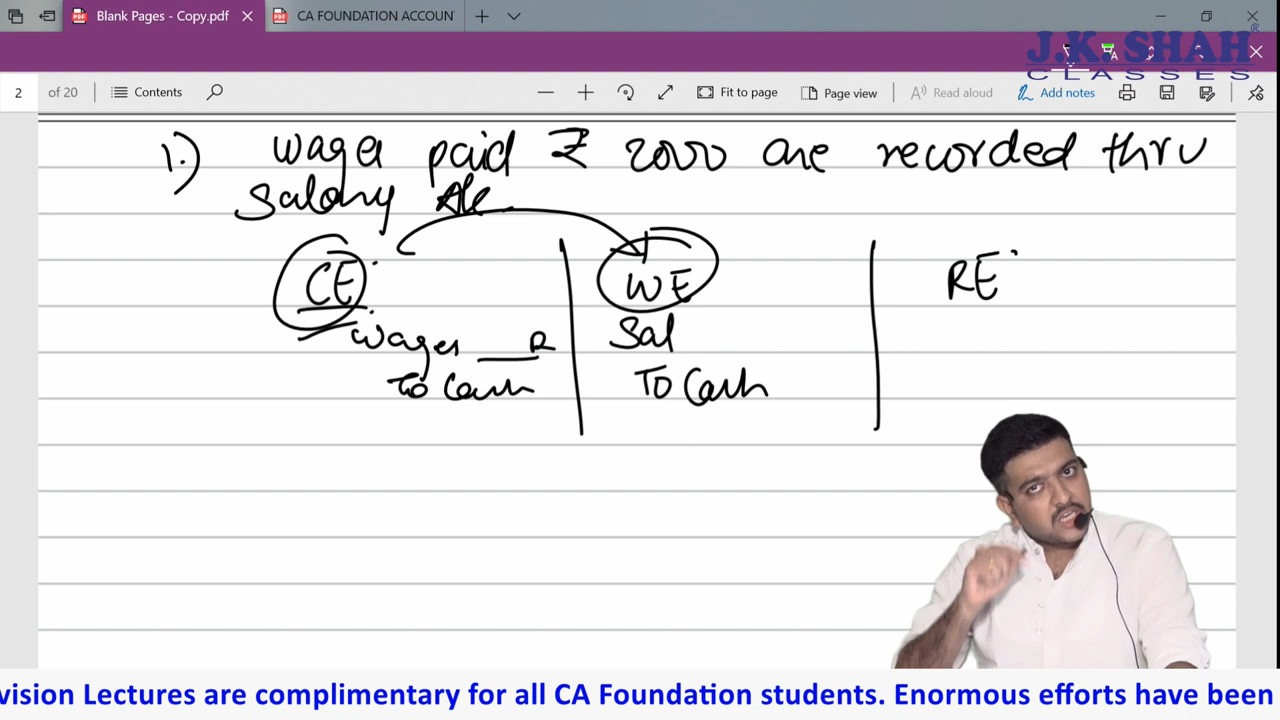 Blank Pages - Copy.pdf
CA FOUNDATION ACCOUN
J.K. SHAH®
CLASSES
2 of 20 Contents Fit to page Page view Read aloud Add notes
1.) wages paid ₹ 2000 are recorded thru
Salary A/c.
CE WE RE
Wages Sal
To Cash To Cash
vision Lectures are complimentary for all CA Foundation students. Enormous efforts have been